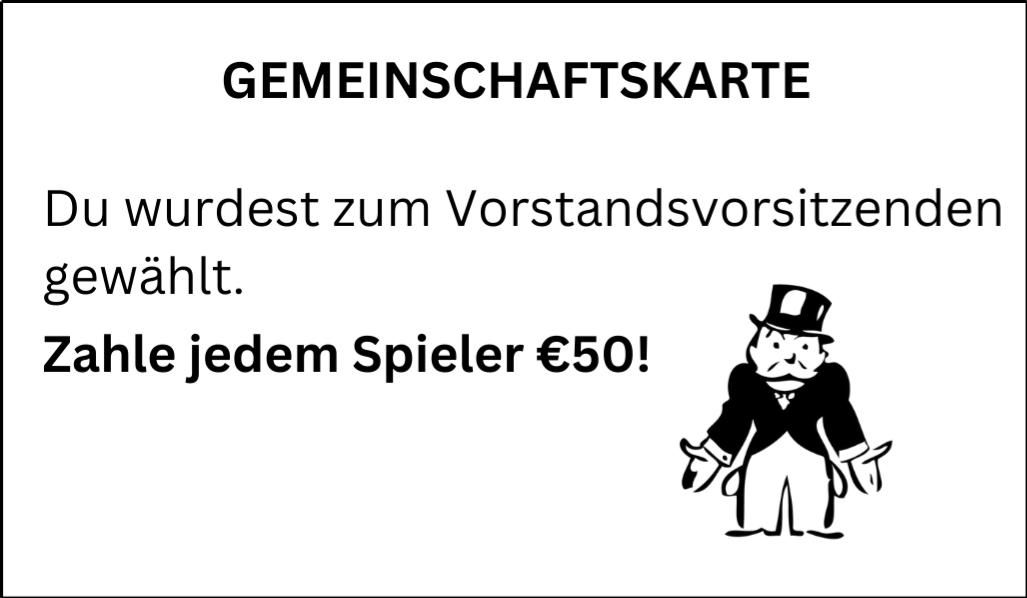 GEMEINSCHAFTSKARTE
Du wurdest zum Vorstandsvorsitzenden
gewählt.
Zahle jedem Spieler €50!